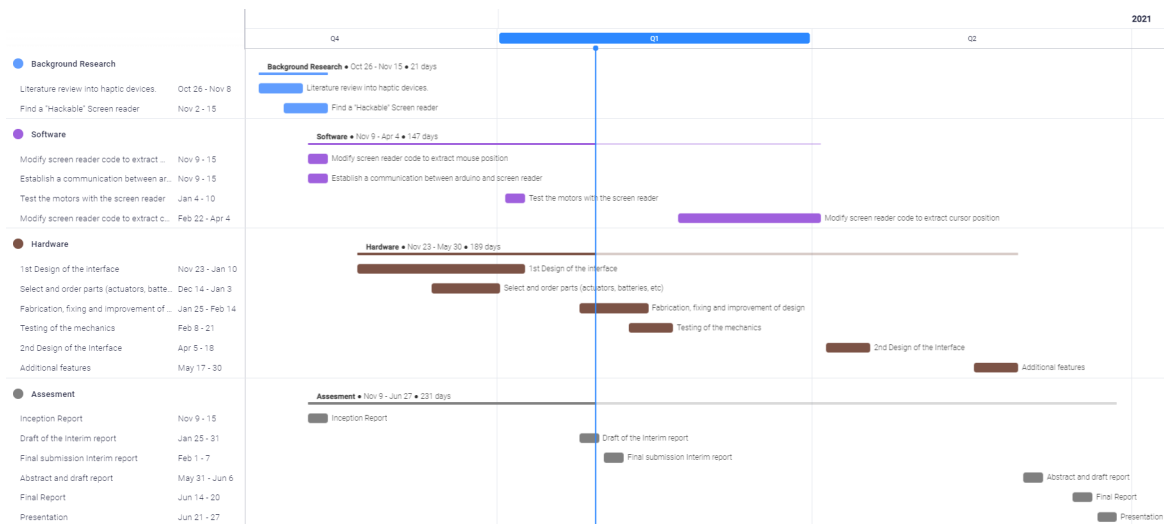 2021
Q4 Q1 Q2
Background Research
Background Research • Oct 26 - Nov 15 • 21 days
Literature review into haptic devices. Oct 26 - Nov 8 Literature review into haptic devices.
Find a "Hackable" Screen reader Nov 2 - 15 Find a "Hackable" Screen reader
Software
Software • Nov 9 - Apr 4 • 147 days
Modify screen reader code to extract ... Nov 9 - 15 Modify screen reader code to extract mouse position
Establish a communication between ar... Nov 9 - 15 Establish a communication between arduino and screen reader
Test the motors with the screen reader Jan 4 - 10 Test the motors with the screen reader
Modify screen reader code to extract c... Feb 22 - Apr 4 Modify screen reader code to extract cursor position
Hardware
Hardware • Nov 23 - May 30 • 189 days
1st Design of the interface Nov 23 - Jan 10 1st Design of the interface
Select and order parts (actuators, batte... Dec 14 - Jan 3 Select and order parts (actuators, batteries, etc)
Fabrication, fixing and improvement of ... Jan 25 - Feb 14 Fabrication, fixing and improvement of design
Testing of the mechanics Feb 8 - 21 Testing of the mechanics
2nd Design of the Interface Apr 5 - 18 2nd Design of the Interface
Additional features May 17 - 30 Additional features
Assesment
Assesment • Nov 9 - Jun 27 • 231 days
Inception Report Nov 9 - 15 Inception Report
Draft of the Interim report Jan 25 - 31 Draft of the Interim report
Final submission Interim report Feb 1 - 7 Final submission Interim report
Abstract and draft report May 31 - Jun 6 Abstract and draft report
Final Report Jun 14 - 20 Final Report
Presentation Jun 21 - 27 Presentation